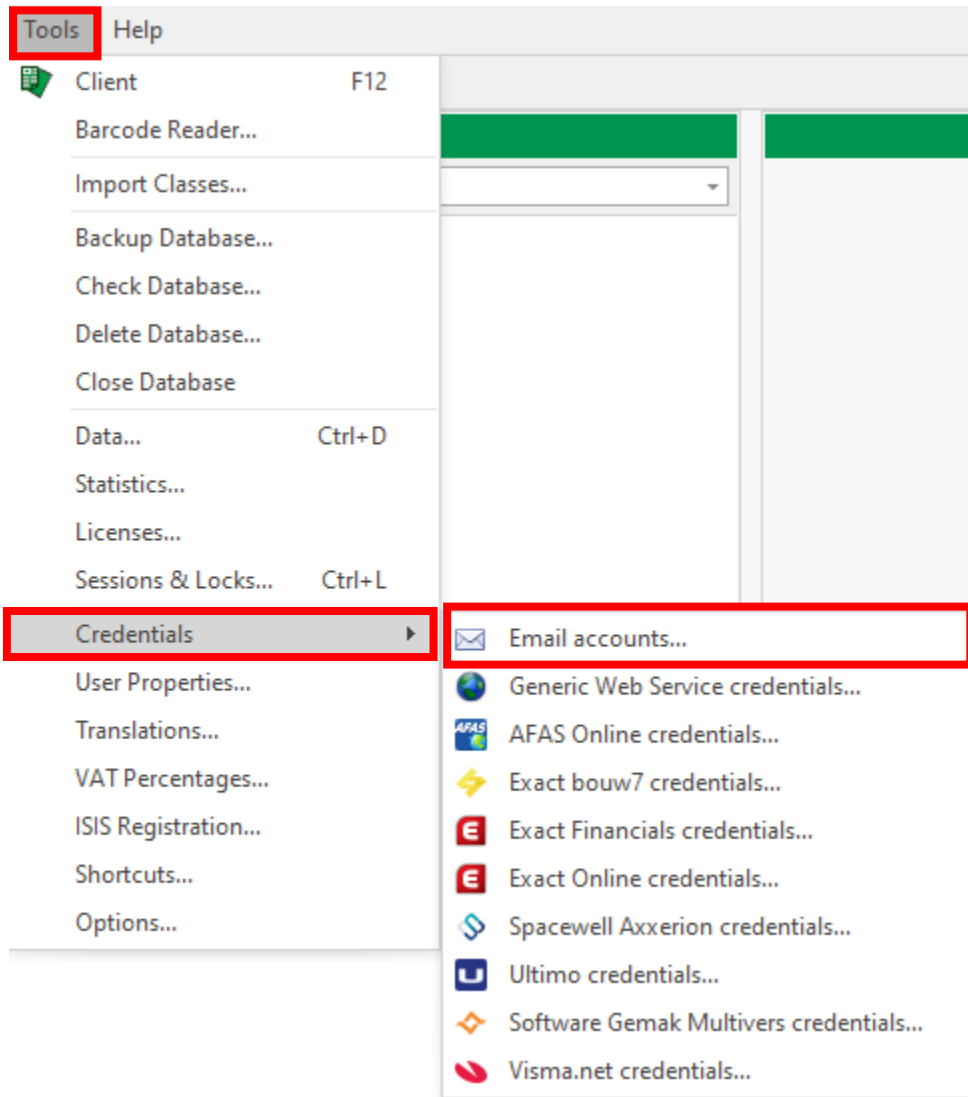 Tools Help
Client F12
Barcode Reader...
Import Classes...
Backup Database...
Check Database...
Delete Database...
Close Database
Data... Ctrl+D
Statistics...
Licenses...
Sessions & Locks... Ctrl+L
Credentials
User Properties...
Translations...
VAT Percentages...
ISIS Registration...
Shortcuts...
Options...
Email accounts...
Generic Web Service credentials...
AFAS
AFAS Online credentials...
Exact bouw7 credentials...
Exact Financials credentials...
Exact Online credentials...
Spacewell Axxerion credentials...
Ultimo credentials...
Software Gemak Multivers credentials...
Visma.net credentials...